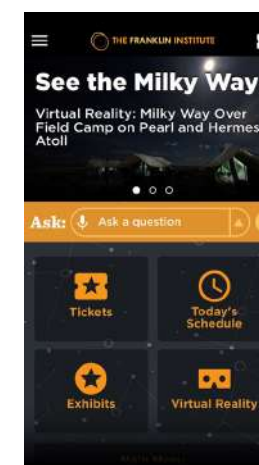 THE FRANKLIN INSTITUTE
See the Milky Way
Virtual Reality: Milky Way Over
Field Camp on Pearl and Hermes
Atoll
Ask: Ask a question
Tickets
Today's
Schedule
Exhibits
Virtual Reality